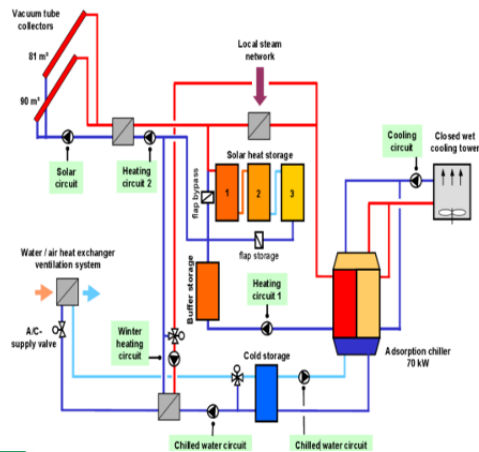 Vacuum tube
collectors
81 m²
90 m²
Local steam
network
Cooling
circuit
Closed wet
cooling tower
Solar
circuit
Heating
circuit 2
flap bypass
Solar heat storage
1
2
3
flap storage
Water / air heat exchanger
ventilation system
Buffer storage
Heating
circuit 1
A/C-
supply valve
Winter
heating
circuit
Cold storage
Adsorption chiller
70 kW
Chilled water circuit
Chilled water circuit